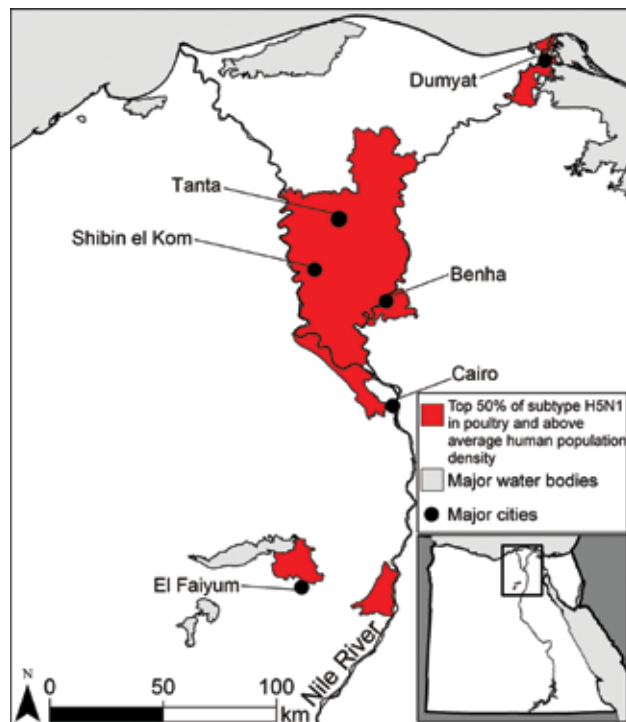 Dumyat
Tanta
Shibin el Kom
Benha
Cairo
Top 50% of subtype H5N1
in poultry and above
average human population
density
Major water bodies
Major cities
El Faiyum
Nile River
N
0 50 100
km